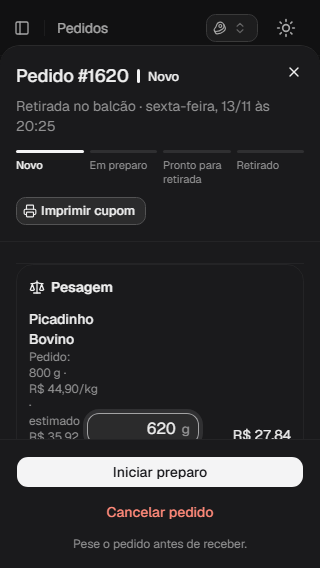 Pedidos
Pedido #1620
Novo
Retirada no balcão · sexta-feira, 13/11 às
20:25
Novo
Em preparo
Pronto para
retirada
Retirado
Imprimir cupom
Pesagem
Picadinho
Bovino
Pedido:
800 g ·
R$ 44,90/kg
·
estimado
R$ 35,92
620 g
R$ 27,84
Iniciar preparo
Cancelar pedido
Pese o pedido antes de receber.